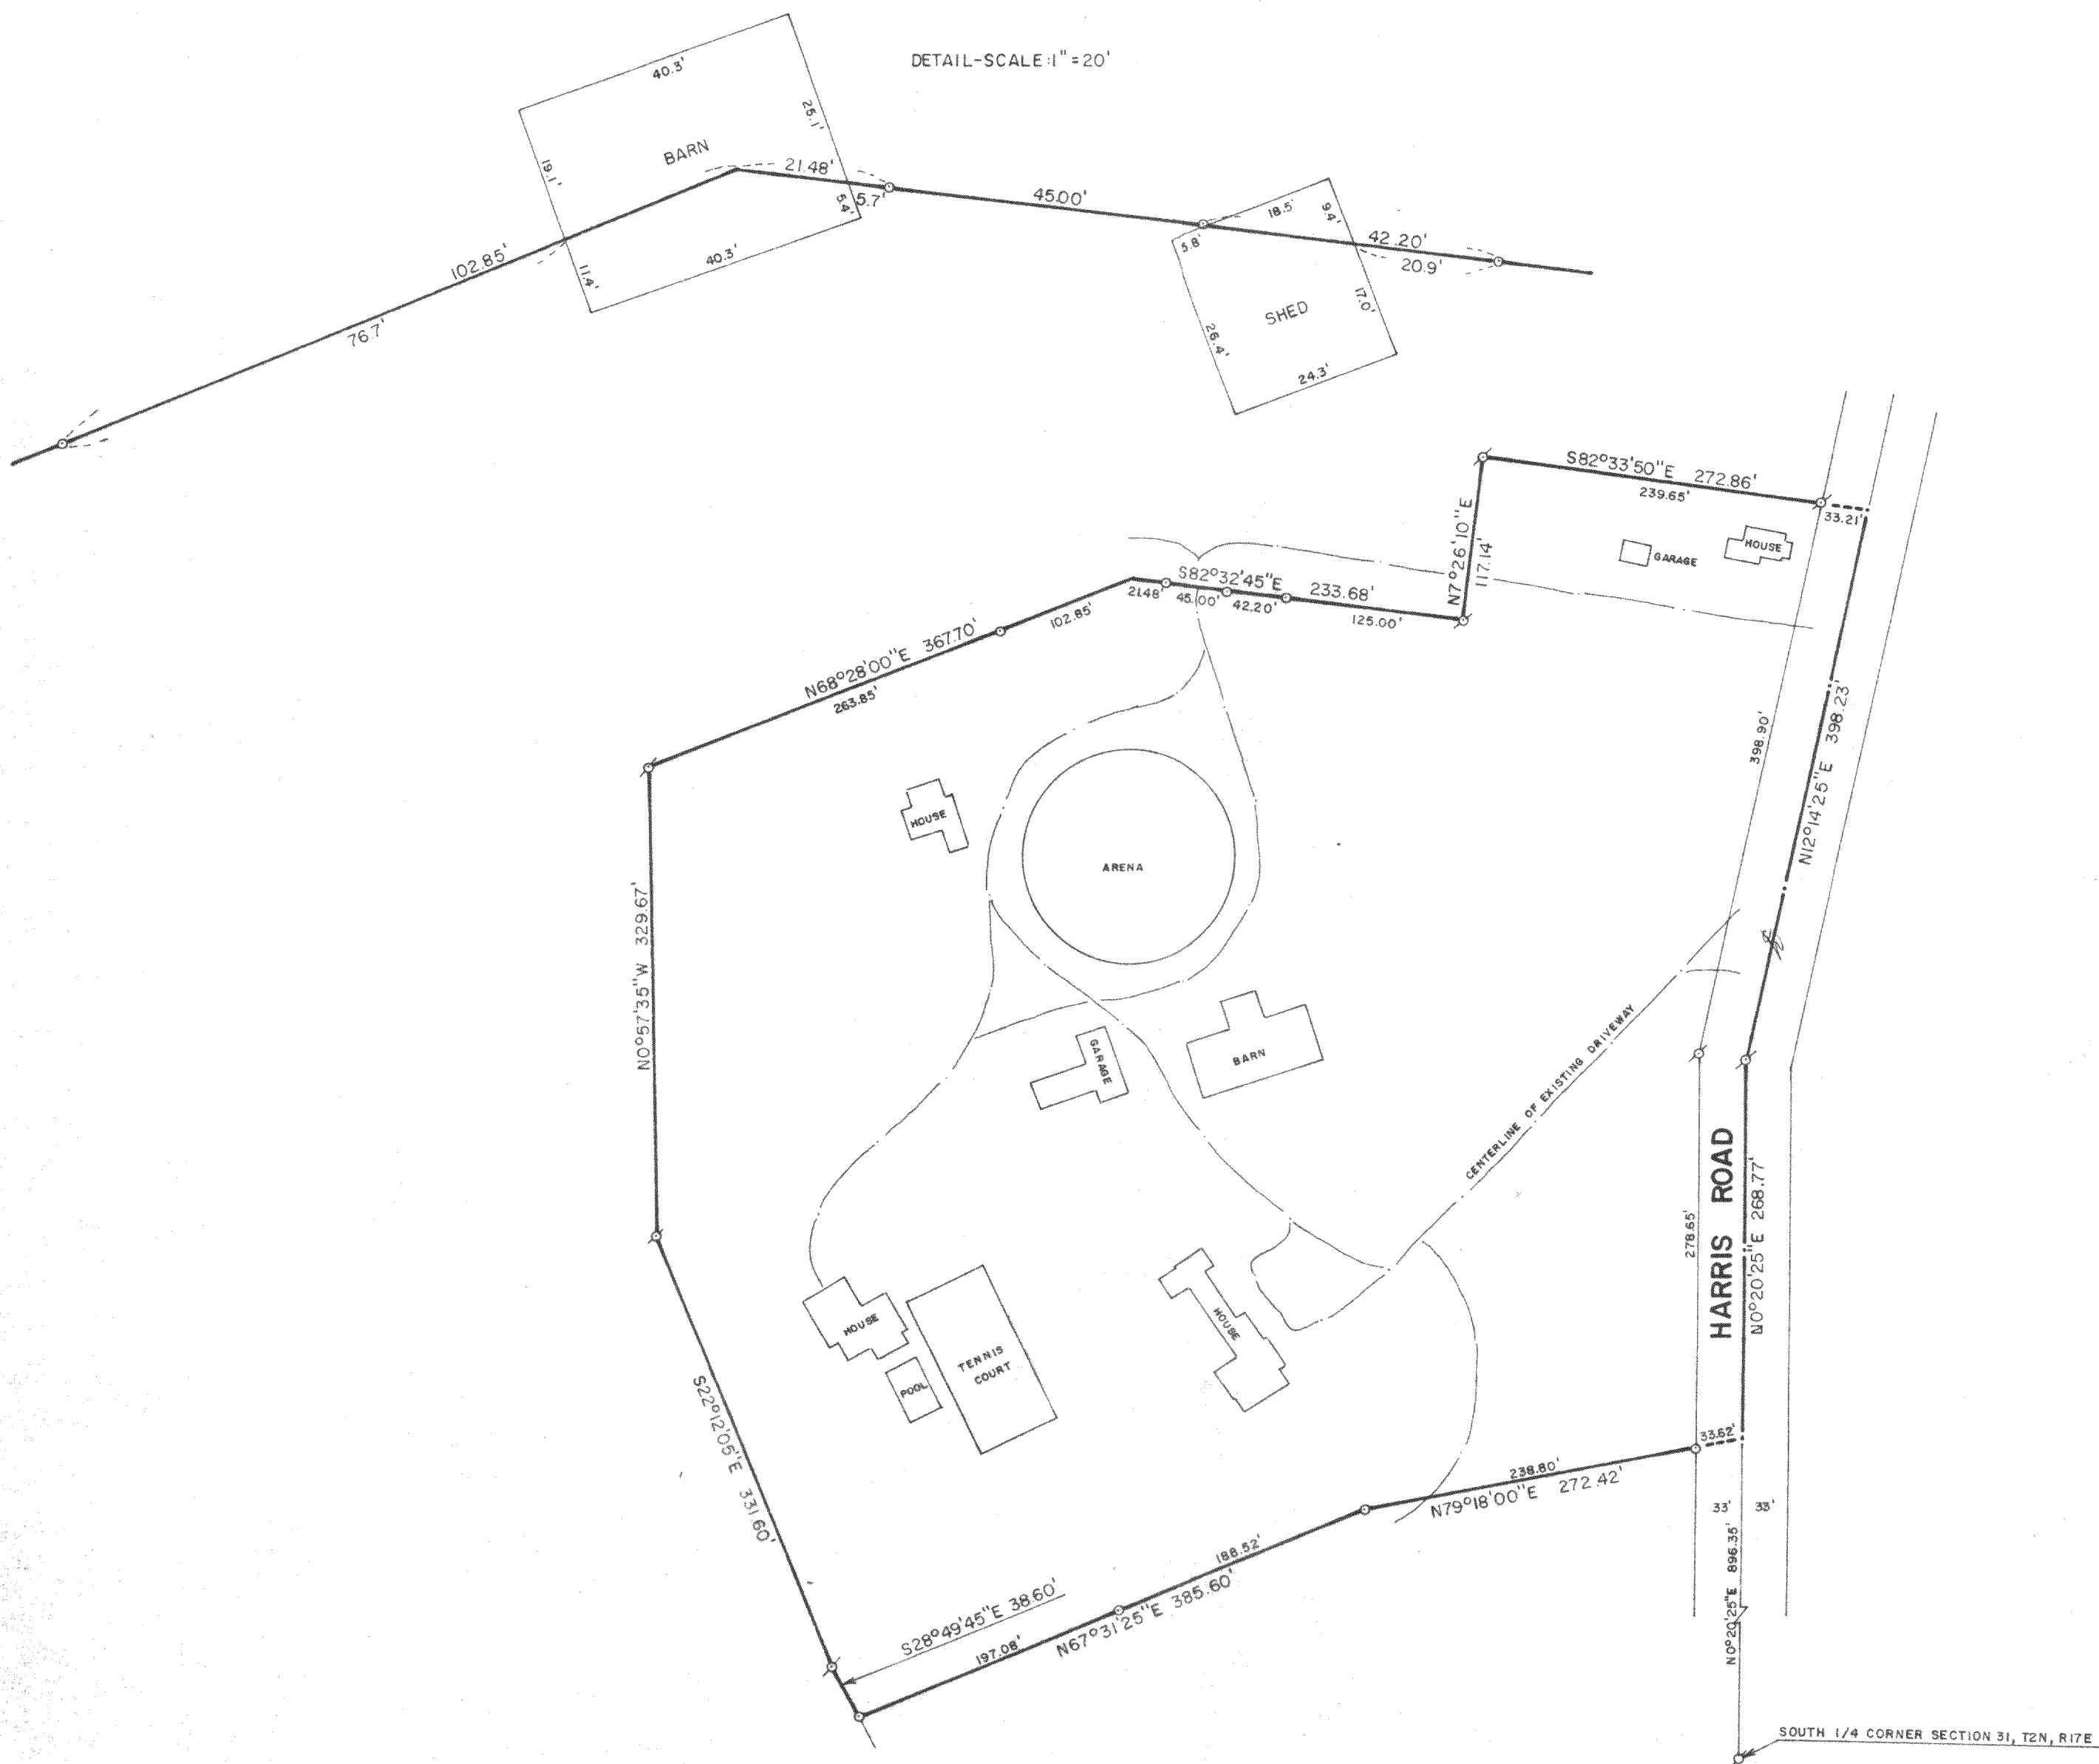 DETAIL-SCALE:1"=20'
40.3'
25.1'
BARN
19.1'
21.48'
5.7'
5.4'
45.00'
18.5'
9.4'
5.8'
42.20'
20.9'
102.85'
11.4'
40.3'
76.7'
SHED
17.0'
26.4'
24.3'
S82°33'50"E 272.86'
239.65'
33.21'
HOUSE
GARAGE
N7°26'10"E
117.14'
S82°32'45"E 233.68'
21.48'
45.00'
42.20'
125.00'
N68°28'00"E 367.70'
102.85'
263.85'
398.90'
N12°14'25"E 398.23'
HOUSE
ARENA
N0°57'35"W 329.67'
GARAGE
BARN
CENTERLINE OF EXISTING DRIVEWAY
HARRIS ROAD
278.65'
N0°20'25"E 268.77'
HOUSE
TENNIS
COURT
POOL
HOUSE
S22°12'05"E 331.60'
33.62'
238.80'
N79°18'00"E 272.42'
33'
33'
188.52'
N67°31'25"E 385.60'
S28°49'45"E 38.60'
197.08'
N0°20'25"E 896.35'
SOUTH 1/4 CORNER SECTION 31, T2N, R17E